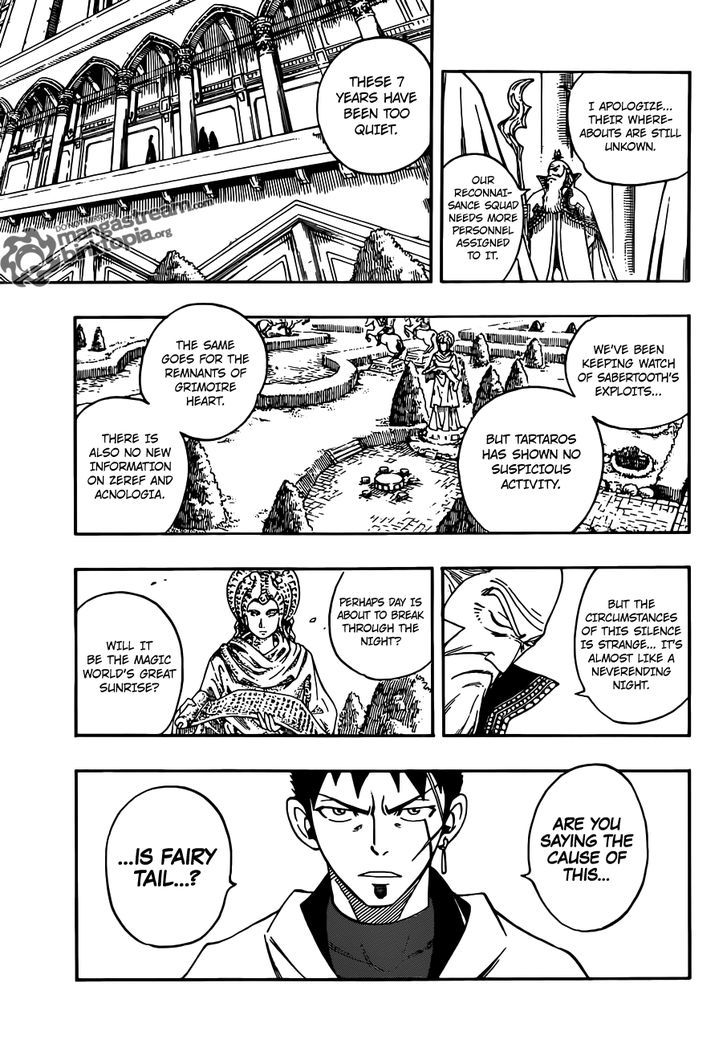 I APOLOGIZE...
THEIR WHERE-
ABOUTS ARE STILL
UNKOWN.
OUR
RECONNAI-
SANCE SQUAD
NEEDS MORE
PERSONNEL
ASSIGNED
TO IT.
THESE 7
YEARS HAVE
BEEN TOO
QUIET.
mangastream.com
binktopia.org
WE'VE BEEN
KEEPING WATCH
OF SABERTOOTH'S
EXPLOITS...
BUT TARTAROS
HAS SHOWN NO
SUSPICIOUS
ACTIVITY.
THE SAME
GOES FOR THE
REMNANTS OF
GRIMOIRE
HEART.
THERE IS
ALSO NO NEW
INFORMATION
ON ZEREF AND
ACNOLOGIA.
BUT THE
CIRCUMSTANCES
OF THIS SILENCE
IS STRANGE... IT'S
ALMOST LIKE A
NEVERENDING
NIGHT.
PERHAPS DAY IS
ABOUT TO BREAK
THROUGH THE
NIGHT?
WILL IT
BE THE MAGIC
WORLD'S GREAT
SUNRISE?
ARE YOU
SAYING THE
CAUSE OF
THIS...
...IS FAIRY
TAIL...?